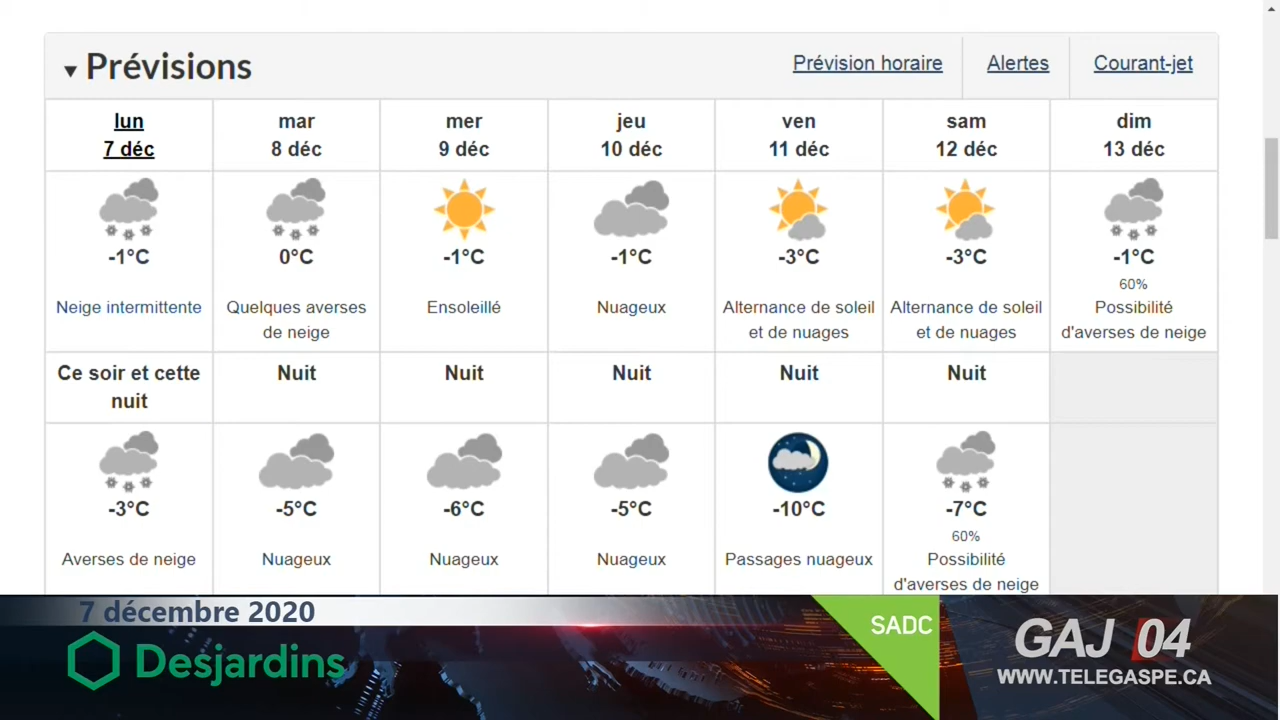 ▼ Prévisions
Prévision horaire Alertes Courant-jet
lun mar mer jeu ven sam dim
7 déc 8 déc 9 déc 10 déc 11 déc 12 déc 13 déc
-1°C 0°C -1°C -1°C -3°C -3°C -1°C
60%
Neige intermittente Quelques averses Ensoleillé Nuageux Alternance de soleil Alternance de soleil Possibilité
de neige et de nuages et de nuages d'averses de neige
Ce soir et cette Nuit Nuit Nuit Nuit Nuit
nuit
-3°C -5°C -6°C -5°C -10°C -7°C
60%
Averses de neige Nuageux Nuageux Nuageux Passages nuageux Possibilité
d'averses de neige
7 décembre 2020
SADC
Desjardins
GAJ 04
WWW.TELEGASPE.CA